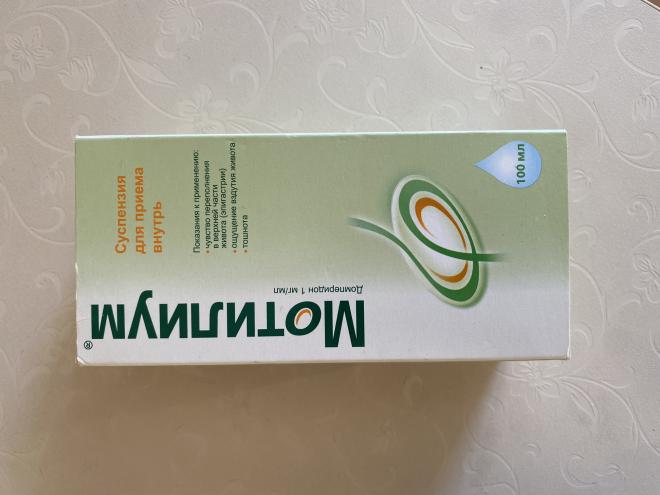 Мотилиум®
Домперидон 1 мг/мл
Суспензия
для приема
внутрь
Показания к применению:
• чувство переполнения
в верхней части
живота (эпигастрии)
• ощущение вздутия живота
• тошнота
100 мл